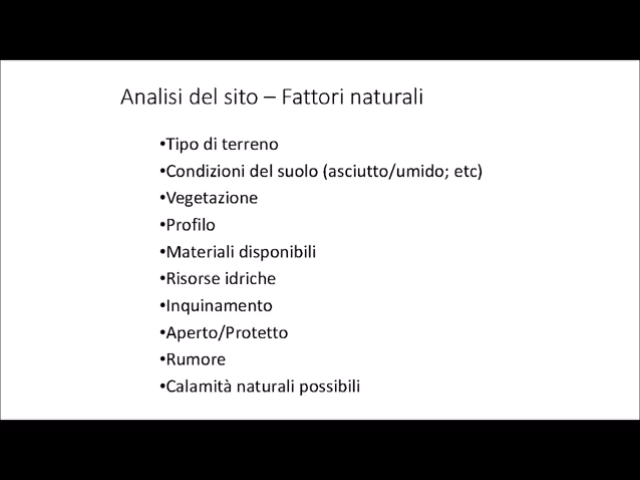 Analisi del sito – Fattori naturali
•Tipo di terreno
•Condizioni del suolo (asciutto/umido; etc)
•Vegetazione
•Profilo
•Materiali disponibili
•Risorse idriche
•Inquinamento
•Aperto/Protetto
•Rumore
•Calamità naturali possibili